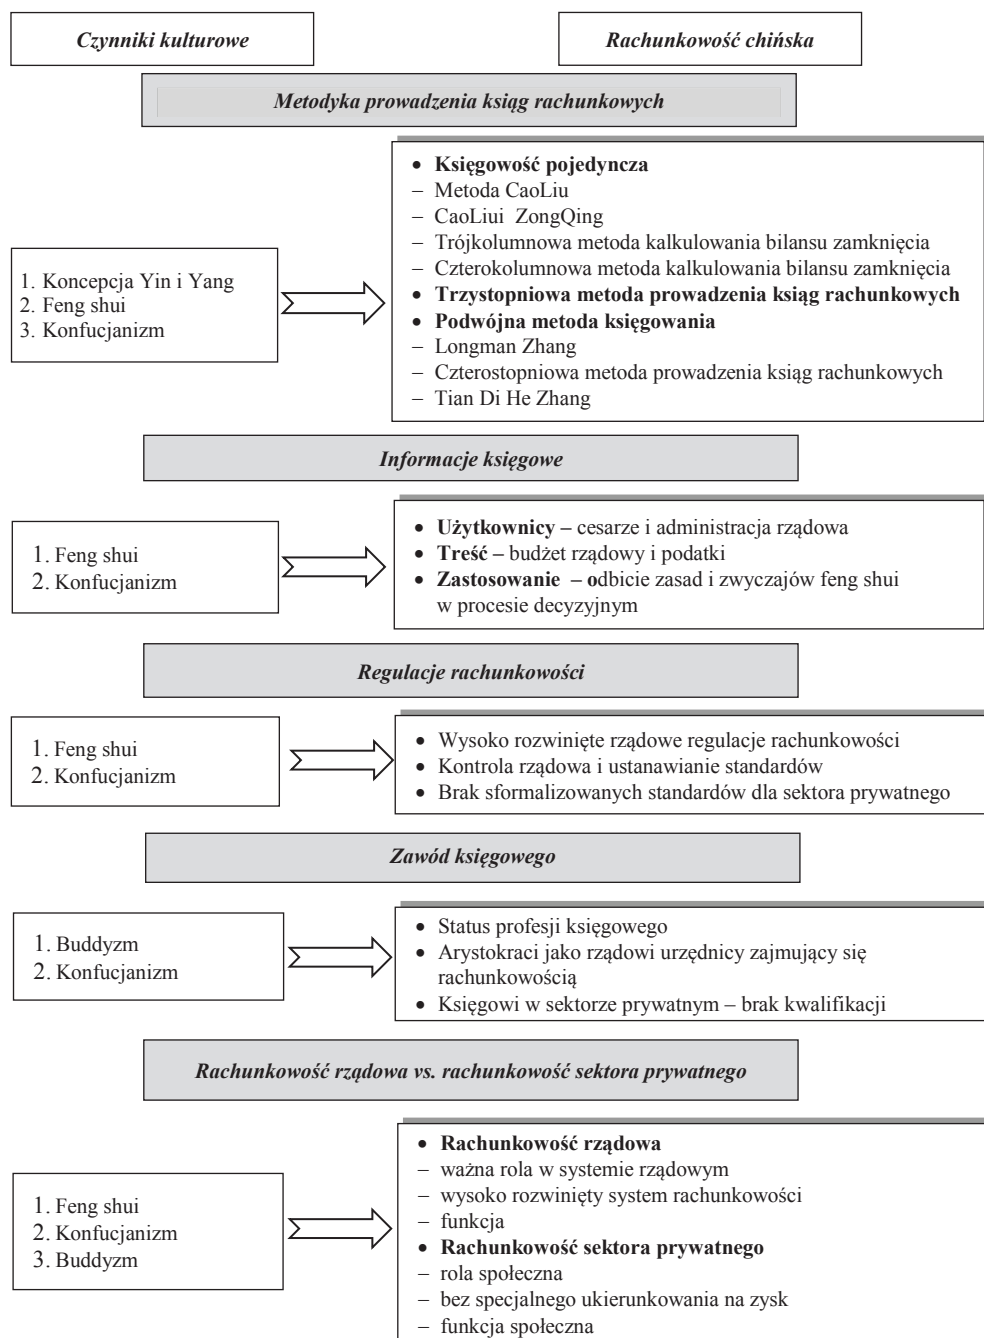 Czynniki kulturowe
Rachunkowość chińska
Metodyka prowadzenia ksiąg rachunkowych
1. Koncepcja Yin i Yang
2. Feng shui
3. Konfucjanizm
• Księgowość pojedyncza
– Metoda CaoLiu
– CaoLiui ZongQing
– Trójkolumnowa metoda kalkulowania bilansu zamknięcia
– Czterokolumnowa metoda kalkulowania bilansu zamknięcia
• Trzystopniowa metoda prowadzenia ksiąg rachunkowych
• Podwójna metoda księgowania
– Longman Zhang
– Czterostopniowa metoda prowadzenia ksiąg rachunkowych
– Tian Di He Zhang
Informacje księgowe
1. Feng shui
2. Konfucjanizm
• Użytkownicy – cesarze i administracja rządowa
• Treść – budżet rządowy i podatki
• Zastosowanie – odbicie zasad i zwyczajów feng shui
w procesie decyzyjnym
Regulacje rachunkowości
1. Feng shui
2. Konfucjanizm
• Wysoko rozwinięte rządowe regulacje rachunkowości
• Kontrola rządowa i ustanawianie standardów
• Brak sformalizowanych standardów dla sektora prywatnego
Zawód księgowego
1. Buddyzm
2. Konfucjanizm
• Status profesji księgowego
• Arystokraci jako rządowi urzędnicy zajmujący się
rachunkowością
• Księgowi w sektorze prywatnym – brak kwalifikacji
Rachunkowość rządowa vs. rachunkowość sektora prywatnego
1. Feng shui
2. Konfucjanizm
3. Buddyzm
• Rachunkowość rządowa
– ważna rola w systemie rządowym
– wysoko rozwinięty system rachunkowości
– funkcja
• Rachunkowość sektora prywatnego
– rola społeczna
– bez specjalnego ukierunkowania na zysk
– funkcja społeczna